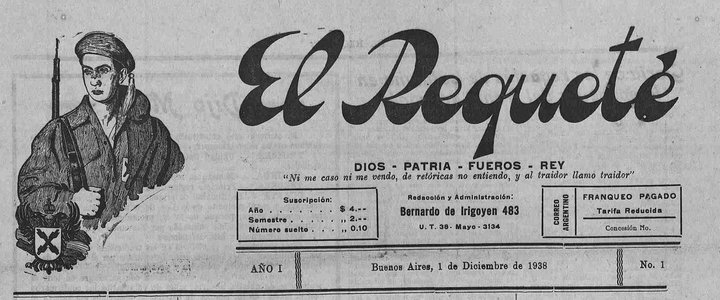 El Requeté
DIOS - PATRIA - FUEROS - REY
"Ni me caso ni me vendo, de retóricas no entiendo, y al traidor llamo traidor"
Suscripción:
Año . . . . . . . $ 4.--
Semestre . . . . ,, 2.--
Número suelto . . . ,, 0.10
Redacción y Administración:
Bernardo de Irigoyen 483
U. T. 38 - Mayo - 3134
CORREO ARGENTINO
FRANQUEO PAGADO
Tarifa Reducida
Concesión No.
AÑO I
Buenos Aires, 1 de Diciembre de 1938
No. 1